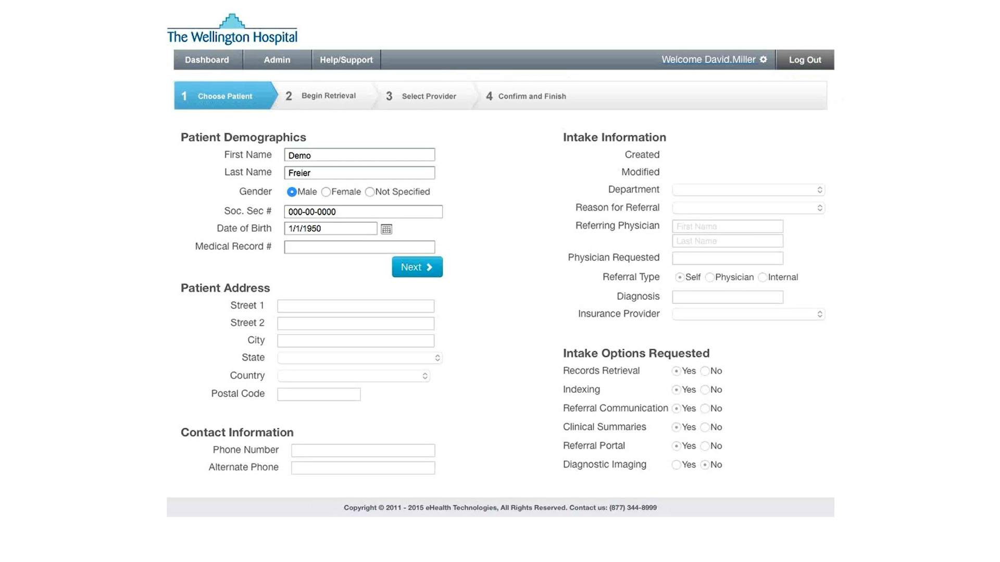 The Wellington Hospital
Dashboard Admin Help/Support Welcome David.Miller Log Out
1 Choose Patient 2 Begin Retrieval 3 Select Provider 4 Confirm and Finish
Patient Demographics
First Name Demo
Last Name Freier
Gender Male Female Not Specified
Soc. Sec # 000-00-0000
Date of Birth 1/1/1950
Medical Record #
Next
Patient Address
Street 1
Street 2
City
State
Country
Postal Code
Contact Information
Phone Number
Alternate Phone
Intake Information
Created
Modified
Department
Reason for Referral
Referring Physician First Name
Last Name
Physician Requested
Referral Type Self Physician Internal
Diagnosis
Insurance Provider
Intake Options Requested
Records Retrieval Yes No
Indexing Yes No
Referral Communication Yes No
Clinical Summaries Yes No
Referral Portal Yes No
Diagnostic Imaging Yes No
Copyright © 2011 - 2015 eHealth Technologies, All Rights Reserved. Contact us: (877) 344-8999